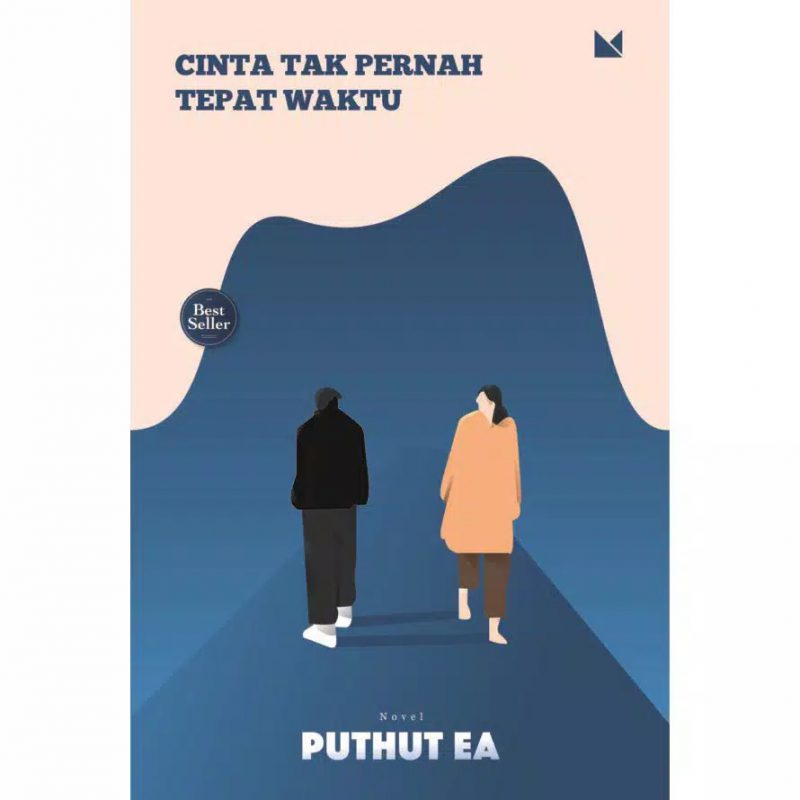 CINTA TAK PERNAH
TEPAT WAKTU
Best
Seller
Novel
PUTHUT EA